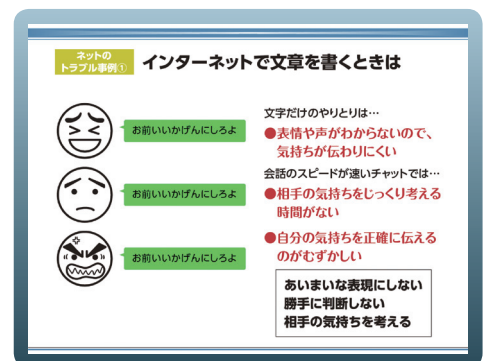 ネットの
トラブル事例①
インターネットで文章を書くときは
お前いいかげんにしろよ
お前いいかげんにしろよ
お前いいかげんにしろよ
文字だけのやりとりは…
●表情や声がわからないので、
気持ちが伝わりにくい
会話のスピードが速いチャットでは…
●相手の気持ちをじっくり考える
時間がない
●自分の気持ちを正確に伝える
のがむずかしい
あいまいな表現にしない
勝手に判断しない
相手の気持ちを考える